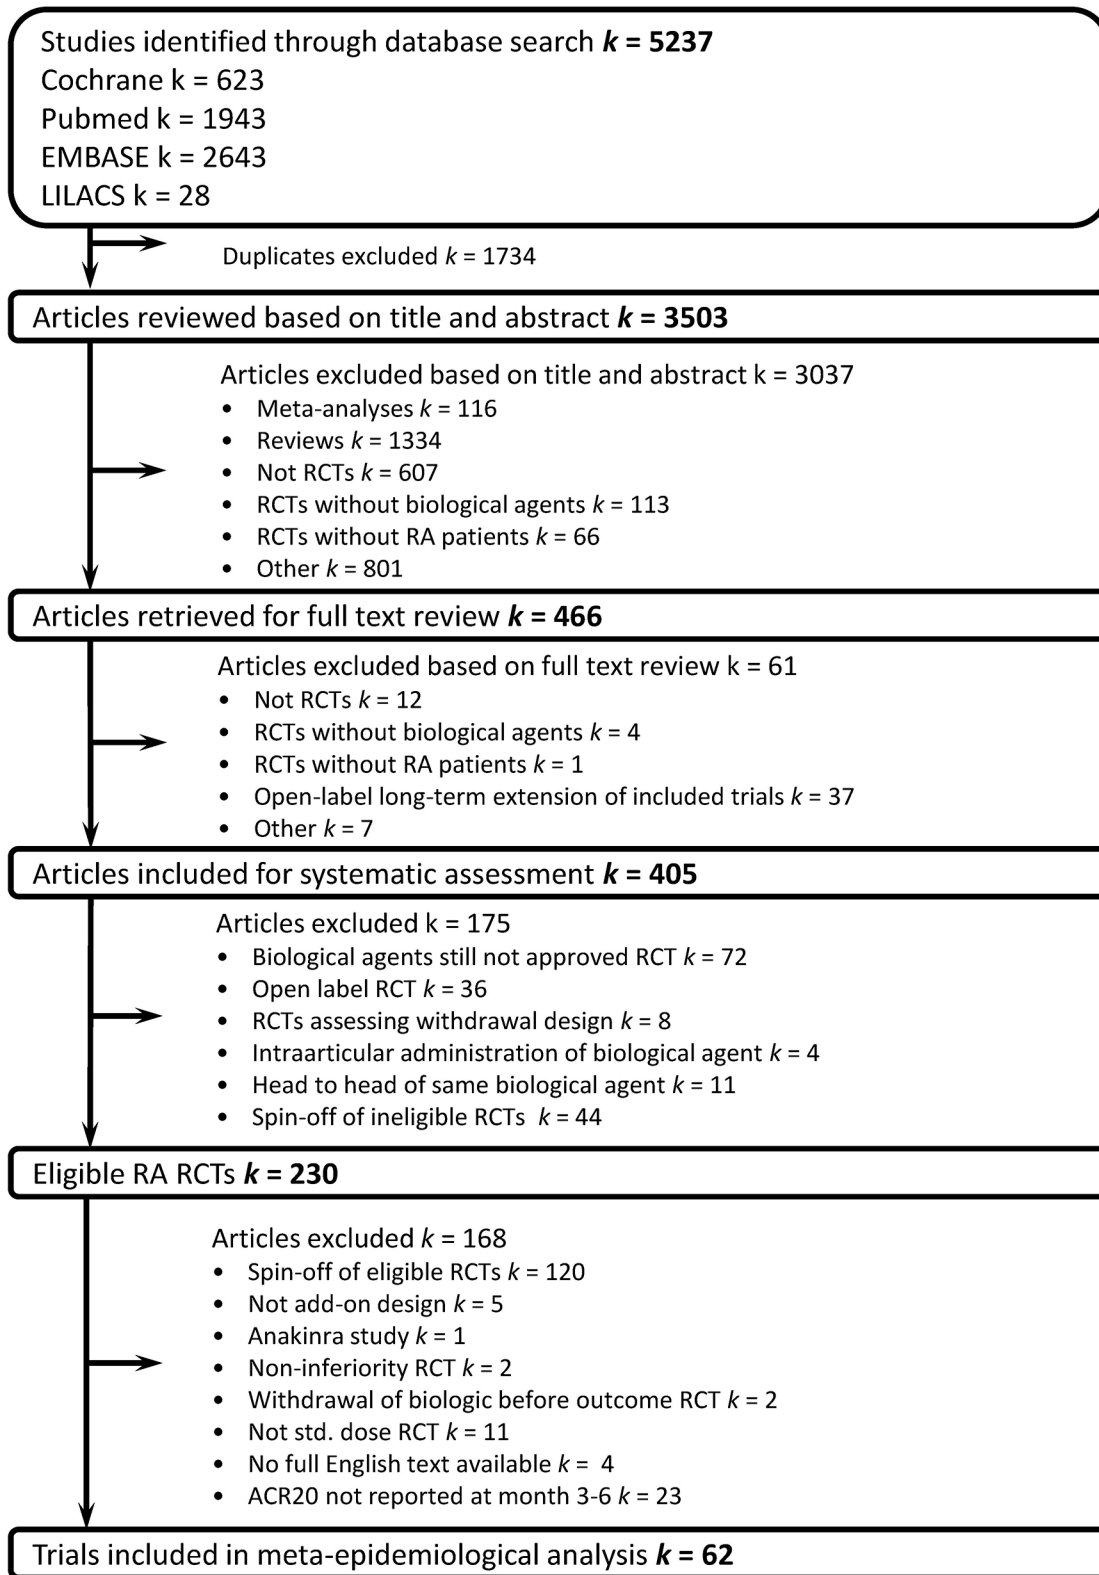 Studies identified through database search k = 5237
Cochrane k = 623
Pubmed k = 1943
EMBASE k = 2643
LILACS k = 28
Duplicates excluded k = 1734
Articles reviewed based on title and abstract k = 3503
Articles excluded based on title and abstract k = 3037
• Meta-analyses k = 116
• Reviews k = 1334
• Not RCTs k = 607
• RCTs without biological agents k = 113
• RCTs without RA patients k = 66
• Other k = 801
Articles retrieved for full text review k = 466
Articles excluded based on full text review k = 61
• Not RCTs k = 12
• RCTs without biological agents k = 4
• RCTs without RA patients k = 1
• Open-label long-term extension of included trials k = 37
• Other k = 7
Articles included for systematic assessment k = 405
Articles excluded k = 175
• Biological agents still not approved RCT k = 72
• Open label RCT k = 36
• RCTs assessing withdrawal design k = 8
• Intraarticular administration of biological agent k = 4
• Head to head of same biological agent k = 11
• Spin-off of ineligible RCTs k = 44
Eligible RA RCTs k = 230
Articles excluded k = 168
• Spin-off of eligible RCTs k = 120
• Not add-on design k = 5
• Anakinra study k = 1
• Non-inferiority RCT k = 2
• Withdrawal of biologic before outcome RCT k = 2
• Not std. dose RCT k = 11
• No full English text available k = 4
• ACR20 not reported at month 3-6 k = 23
Trials included in meta-epidemiological analysis k = 62